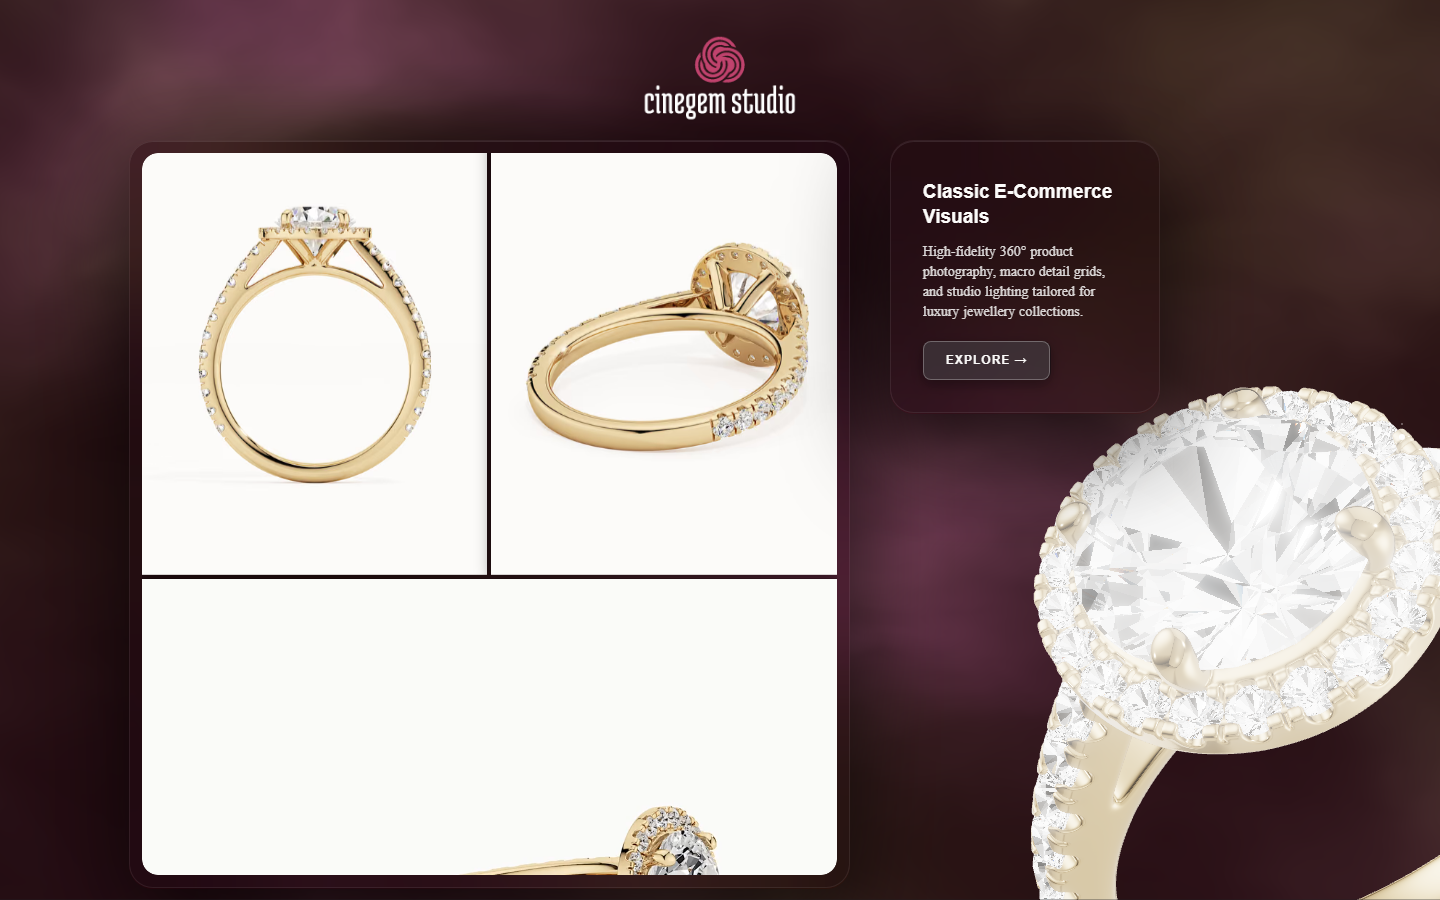 cinegem studio
Classic E-Commerce
Visuals
High-fidelity 360° product
photography, macro detail grids,
and studio lighting tailored for
luxury jewellery collections.
EXPLORE →